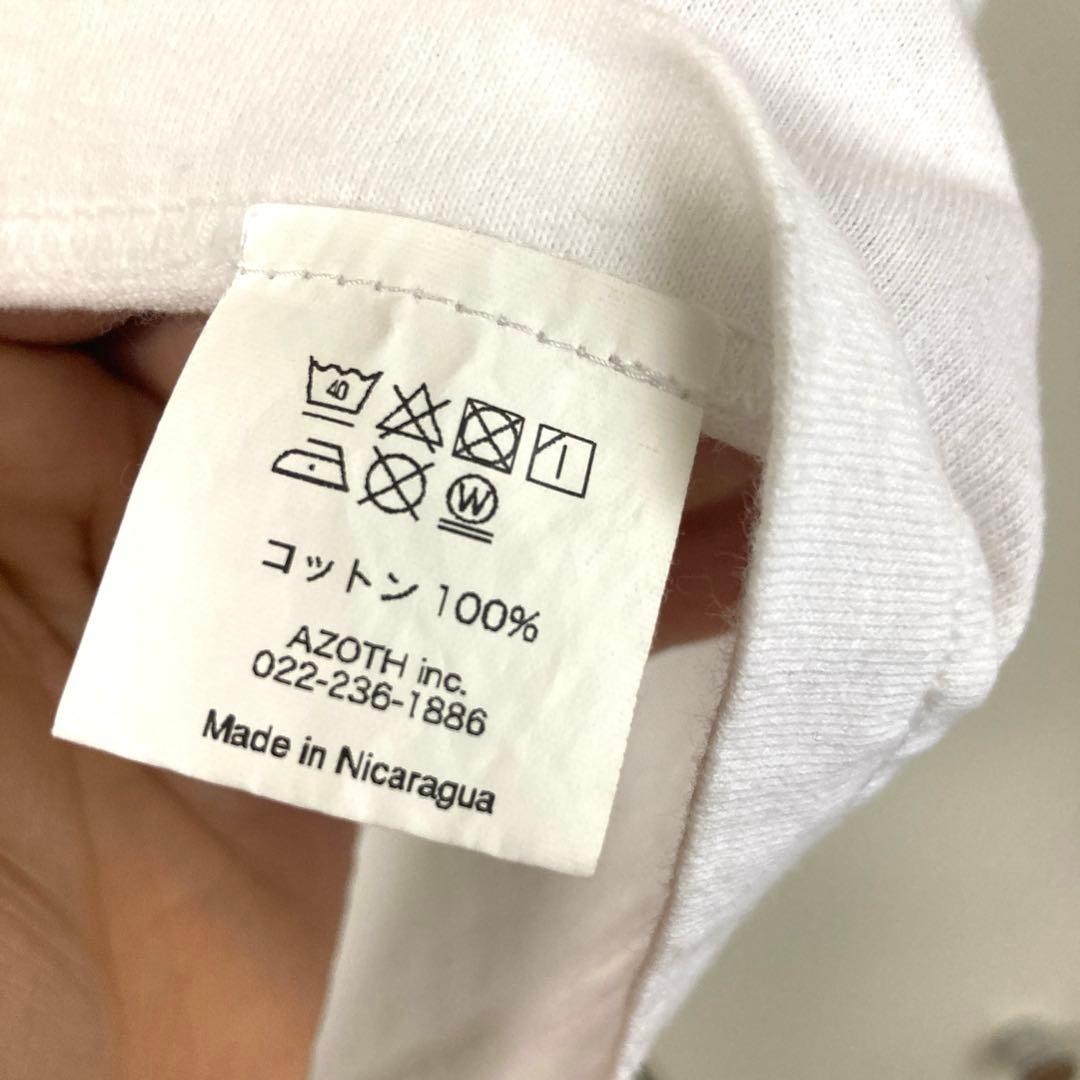 40
W
コットン 100%
AZOTH inc.
022-236-1886
Made in Nicaragua